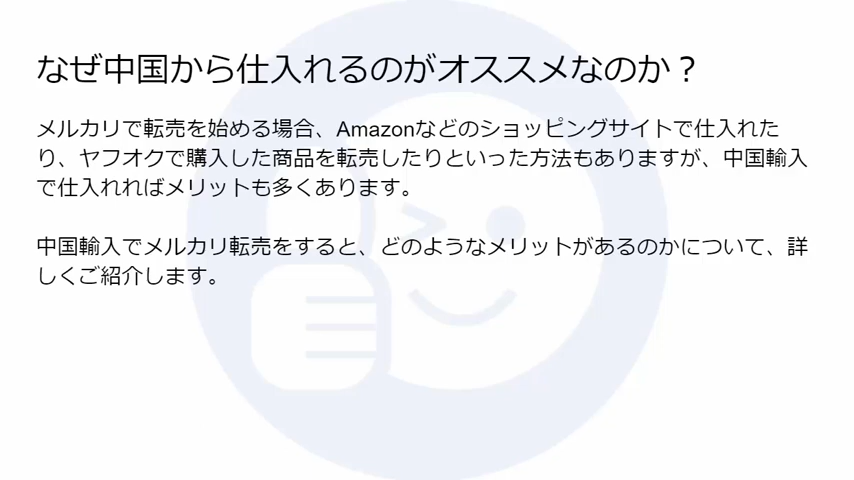 なぜ中国から仕入れるのがオススメなのか？
メルカリで転売を始める場合、Amazonなどのショッピングサイトで仕入れた
り、ヤフオクで購入した商品を転売したりといった方法もありますが、中国輸入
で仕入れればメリットも多くあります。
中国輸入でメルカリ転売をすると、どのようなメリットがあるのかについて、詳
しくご紹介します。